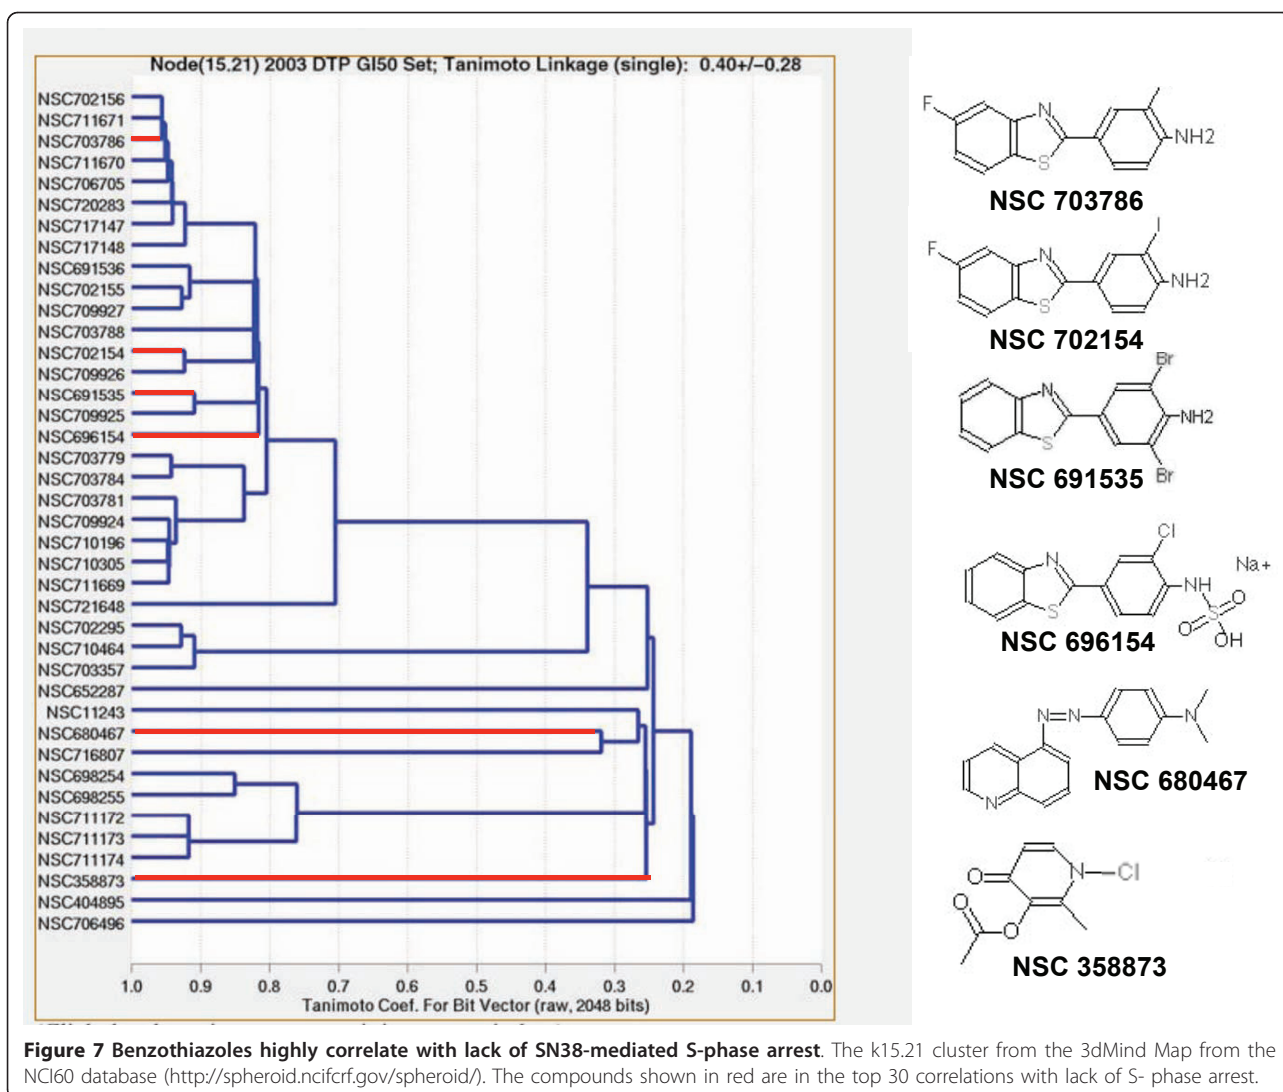 Node(15.21) 2003 DTP GI50 Set; Tanimoto Linkage (single): 0.40+/-0.28
NSC702156
NSC711671
NSC703786
NSC711670
NSC706705
NSC720283
NSC717147
NSC717148
NSC691536
NSC702155
NSC709927
NSC703788
NSC702154
NSC709926
NSC691535
NSC709925
NSC696154
NSC703779
NSC703784
NSC703781
NSC709924
NSC710196
NSC710305
NSC711669
NSC721648
NSC702295
NSC710464
NSC703357
NSC652287
NSC11243
NSC680467
NSC716807
NSC698254
NSC698255
NSC711172
NSC711173
NSC711174
NSC358873
NSC404895
NSC706496
1.0 0.9 0.8 0.7 0.6 0.5 0.4 0.3 0.2 0.1 0.0
Tanimoto Coef. For Bit Vector (raw, 2048 bits)
F N S NH2
NSC 703786
F N S I NH2
NSC 702154
N S Br NH2 Br
NSC 691535
N S Cl NH S O O OH Na+
NSC 696154
N=N N N
NSC 680467
O N—Cl O O
NSC 358873
Figure 7 Benzothiazoles highly correlate with lack of SN38-mediated S-phase arrest. The k15.21 cluster from the 3dMind Map from the
NCI60 database (http://spheroid.ncifcrf.gov/spheroid/). The compounds shown in red are in the top 30 correlations with lack of S- phase arrest.